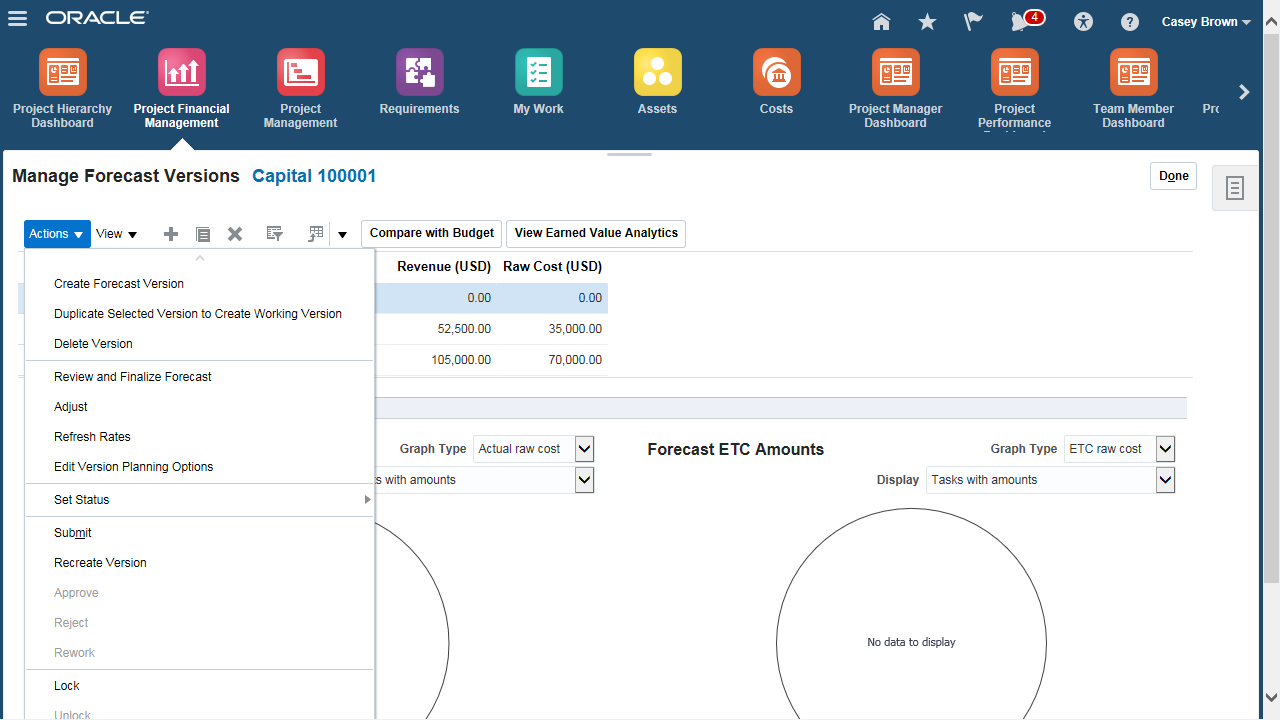 ORACLE
4
Casey Brown
Project Hierarchy
Dashboard
Project Financial
Management
Project
Management
Requirements
My Work
Assets
Costs
Project Manager
Dashboard
Project
Performance
Team Member
Dashboard
Manage Forecast Versions Capital 100001
Done
Actions
View
Compare with Budget
View Earned Value Analytics
Revenue (USD) Raw Cost (USD)
0.00 0.00
52,500.00 35,000.00
105,000.00 70,000.00
Create Forecast Version
Duplicate Selected Version to Create Working Version
Delete Version
Review and Finalize Forecast
Adjust
Refresh Rates
Edit Version Planning Options
Set Status
Submit
Recreate Version
Approve
Reject
Rework
Lock
Unlock
Graph Type Actual raw cost
with amounts
Forecast ETC Amounts
Graph Type ETC raw cost
Display Tasks with amounts
No data to display